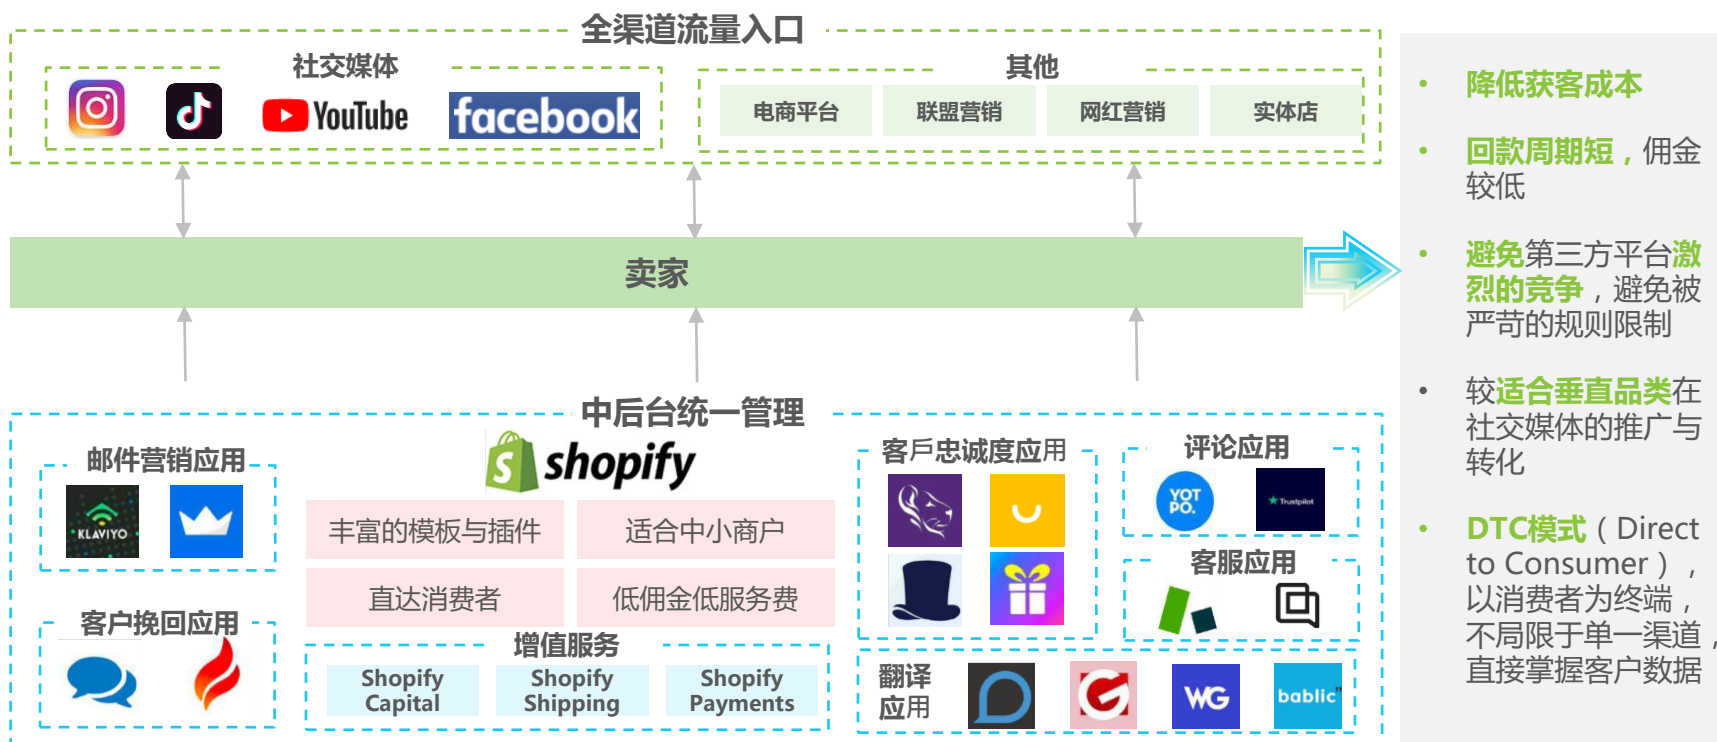 全渠道流量入口
社交媒体
YouTube
facebook
其他
电商平台
联盟营销
网红营销
实体店
卖家
中后台统一管理
邮件营销应用
KLAVIYO
客户挽回应用
shopify
丰富的模板与插件
适合中小商户
直达消费者
低佣金低服务费
增值服务
Shopify
Capital
Shopify
Shipping
Shopify
Payments
客戶忠诚度应用
评论应用
YOT
PO.
Trustpilot
客服应用
翻译
应用
G
WG
bablic"
• 降低获客成本
• 回款周期短，佣金
较低
• 避免第三方平台激
烈的竞争，避免被
严苛的规则限制
• 较适合垂直品类在
社交媒体的推广与
转化
• DTC模式（Direct
to Consumer），
以消费者为终端，
不局限于单一渠道，
直接掌握客户数据